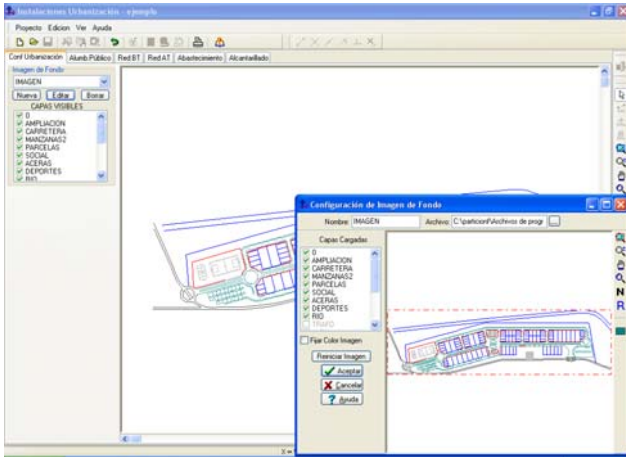 Instalaciones Urbanización - ejemplo
Proyecto Edicion Ver Ayuda
Conf Urbanización Alumb.Público Red BT Red AT Abastecimiento Alcantarillado
Imagen de Fondo
IMAGEN
Nueva Editar Borrar
CAPAS VISIBLES
0
AMPLIACION
CARRETERA
MANZANAS2
PARCELAS
SOCIAL
ACERAS
DEPORTES
RIO
Configuración de Imagen de Fondo
Nombre: IMAGEN Archivo: C:\particionf\Archivos de progr ...
Capas Cargadas
0
AMPLIACION
CARRETERA
MANZANAS2
PARCELAS
SOCIAL
ACERAS
DEPORTES
RIO
TRAFO
Fijar Color Imagen
Reiniciar Imagen
Aceptar
Cancelar
Ayuda
N
R
X =